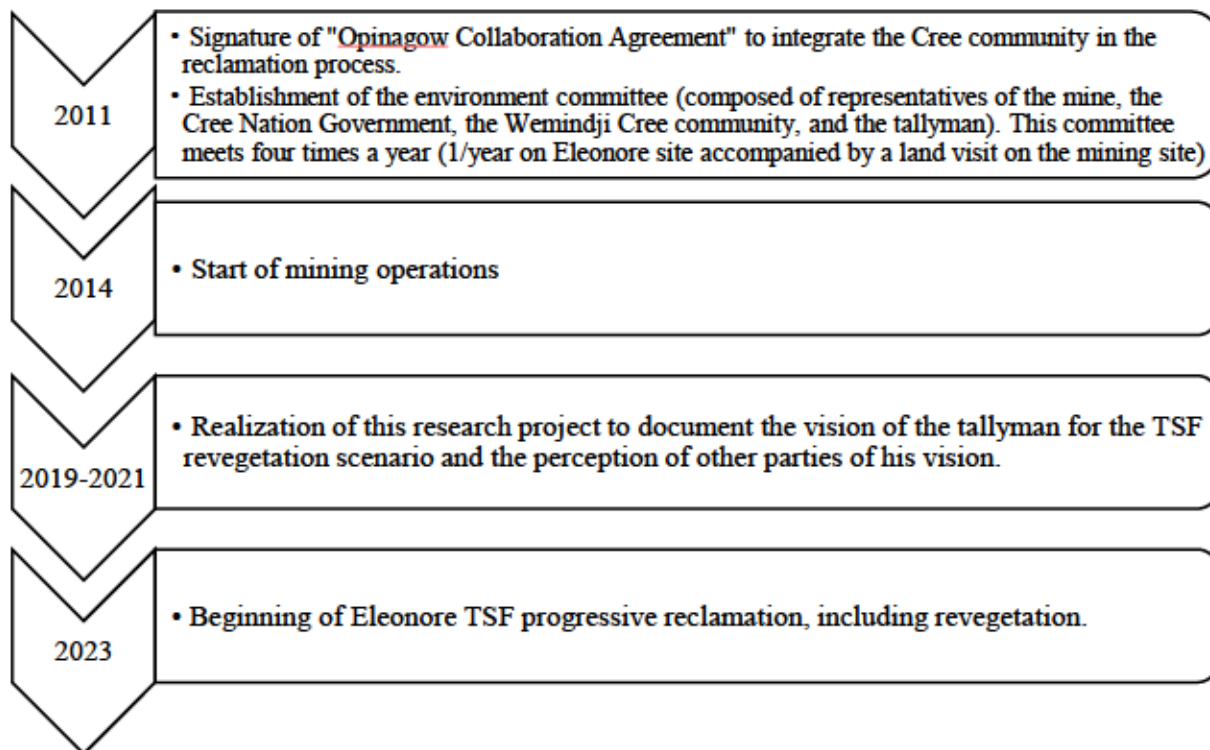 2011
• Signature of "Opinagow Collaboration Agreement" to integrate the Cree community in the
reclamation process.
• Establishment of the environment committee (composed of representatives of the mine, the
Cree Nation Government, the Wemindji Cree community, and the tallyman). This committee
meets four times a year (1/year on Eleonore site accompanied by a land visit on the mining site)
2014
• Start of mining operations
2019-2021
• Realization of this research project to document the vision of the tallyman for the TSF
revegetation scenario and the perception of other parties of his vision.
2023
• Beginning of Eleonore TSF progressive reclamation, including revegetation.